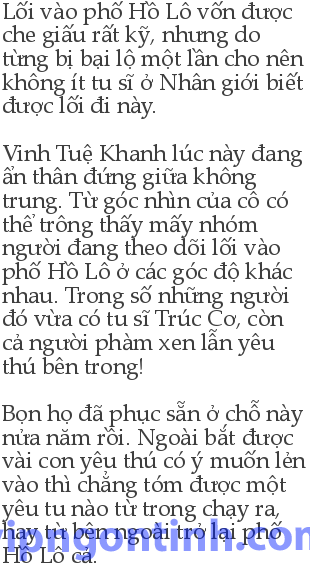 Lối vào phố Hồ Lô vốn được
che giấu rất kỹ, nhưng do
từng bị bại lộ một lần cho nên
không ít tu sĩ ở Nhân giới biết
được lối đi này.
Vinh Tuệ Khanh lúc này đang
ẩn thân đứng giữa không
trung. Từ góc nhìn của cô có
thể trông thấy mấy nhóm
người đang theo dõi lối vào
phố Hồ Lô ở các góc độ khác
nhau. Trong số những người
đó vừa có tu sĩ Trúc Cơ, còn
cả người phàm xen lẫn yêu
thú bên trong!
Bọn họ đã phục sẵn ở chỗ này
nửa năm rồi. Ngoài bắt được
vài con yêu thú có ý muốn lẻn
vào thì chẳng tóm được một
yêu tu nào từ trong chạy ra,
hay từ bên ngoài trở lại phố
Hồ Lô cả.